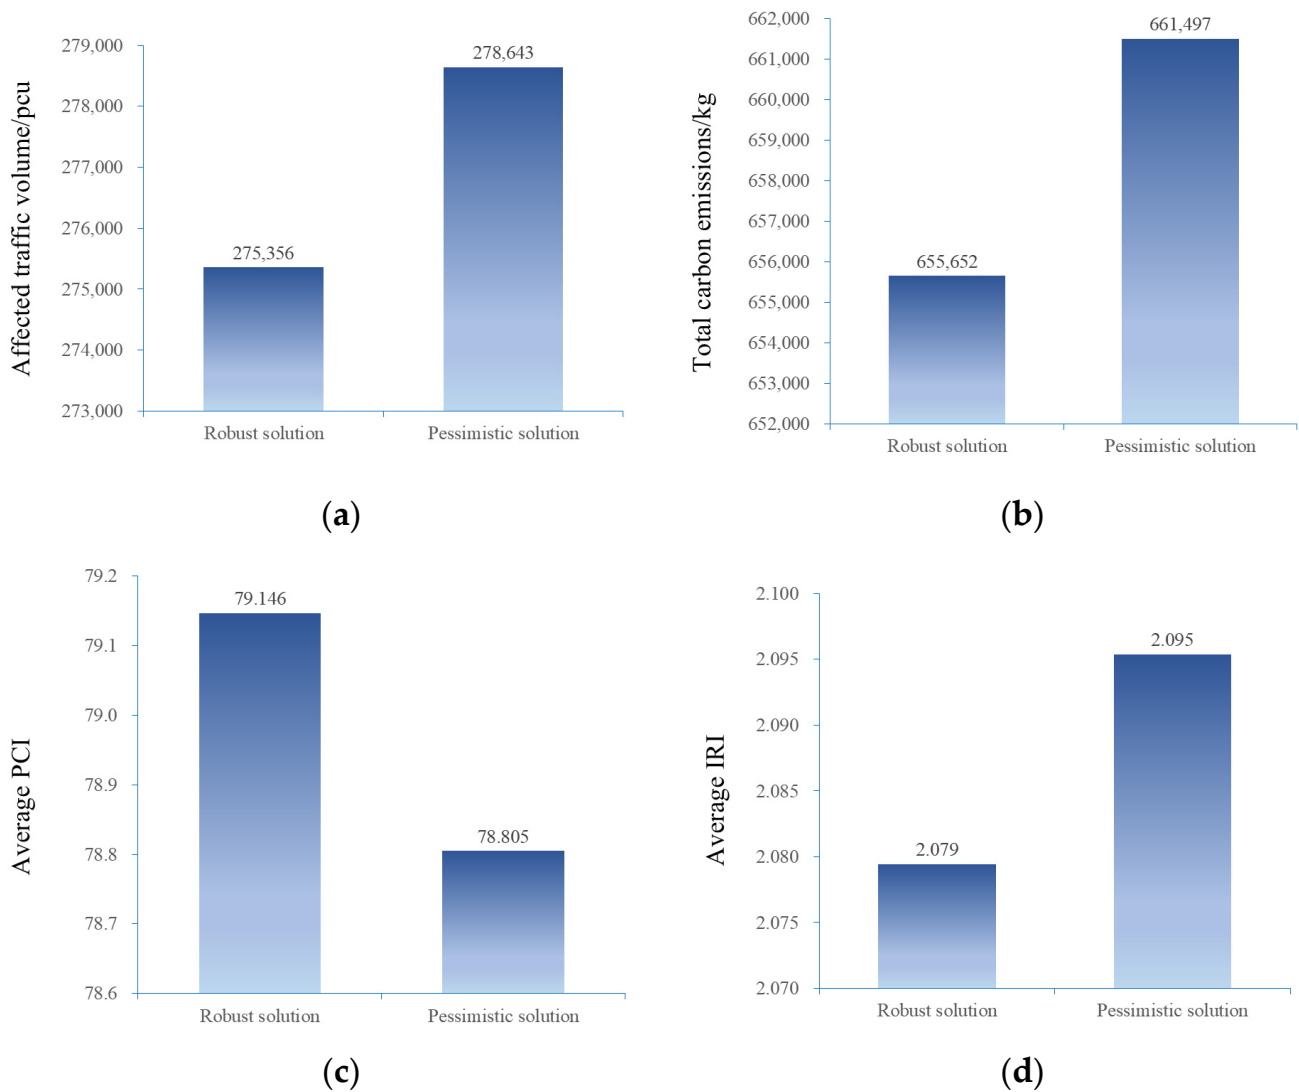 Affected traffic volume/pcu
279,000
278,000
277,000
276,000
275,000
274,000
273,000
275,356
278,643
Robust solution
Pessimistic solution
(a)
Total carbon emissions/kg
662,000
661,000
660,000
659,000
658,000
657,000
656,000
655,000
654,000
653,000
652,000
655,652
661,497
Robust solution
Pessimistic solution
(b)
Average PCI
79.2
79.1
79.0
78.9
78.8
78.7
78.6
79.146
78.805
Robust solution
Pessimistic solution
(c)
Average IRI
2.100
2.095
2.090
2.085
2.080
2.075
2.070
2.079
2.095
Robust solution
Pessimistic solution
(d)